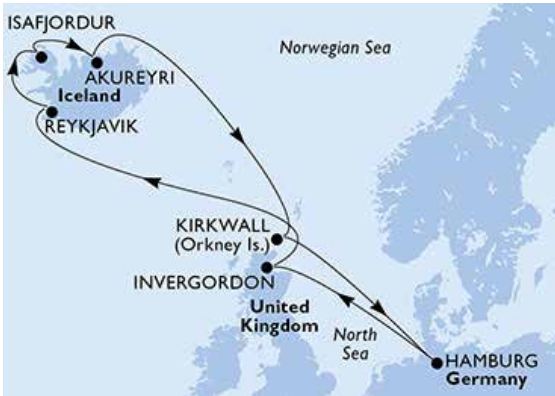 ISAFJORDUR
Norwegian Sea
AKUREYRI
Iceland
REYKJAVIK
KIRKWALL
(Orkney Is.)
INVERGORDON
United
Kingdom
North
Sea
HAMBURG
Germany